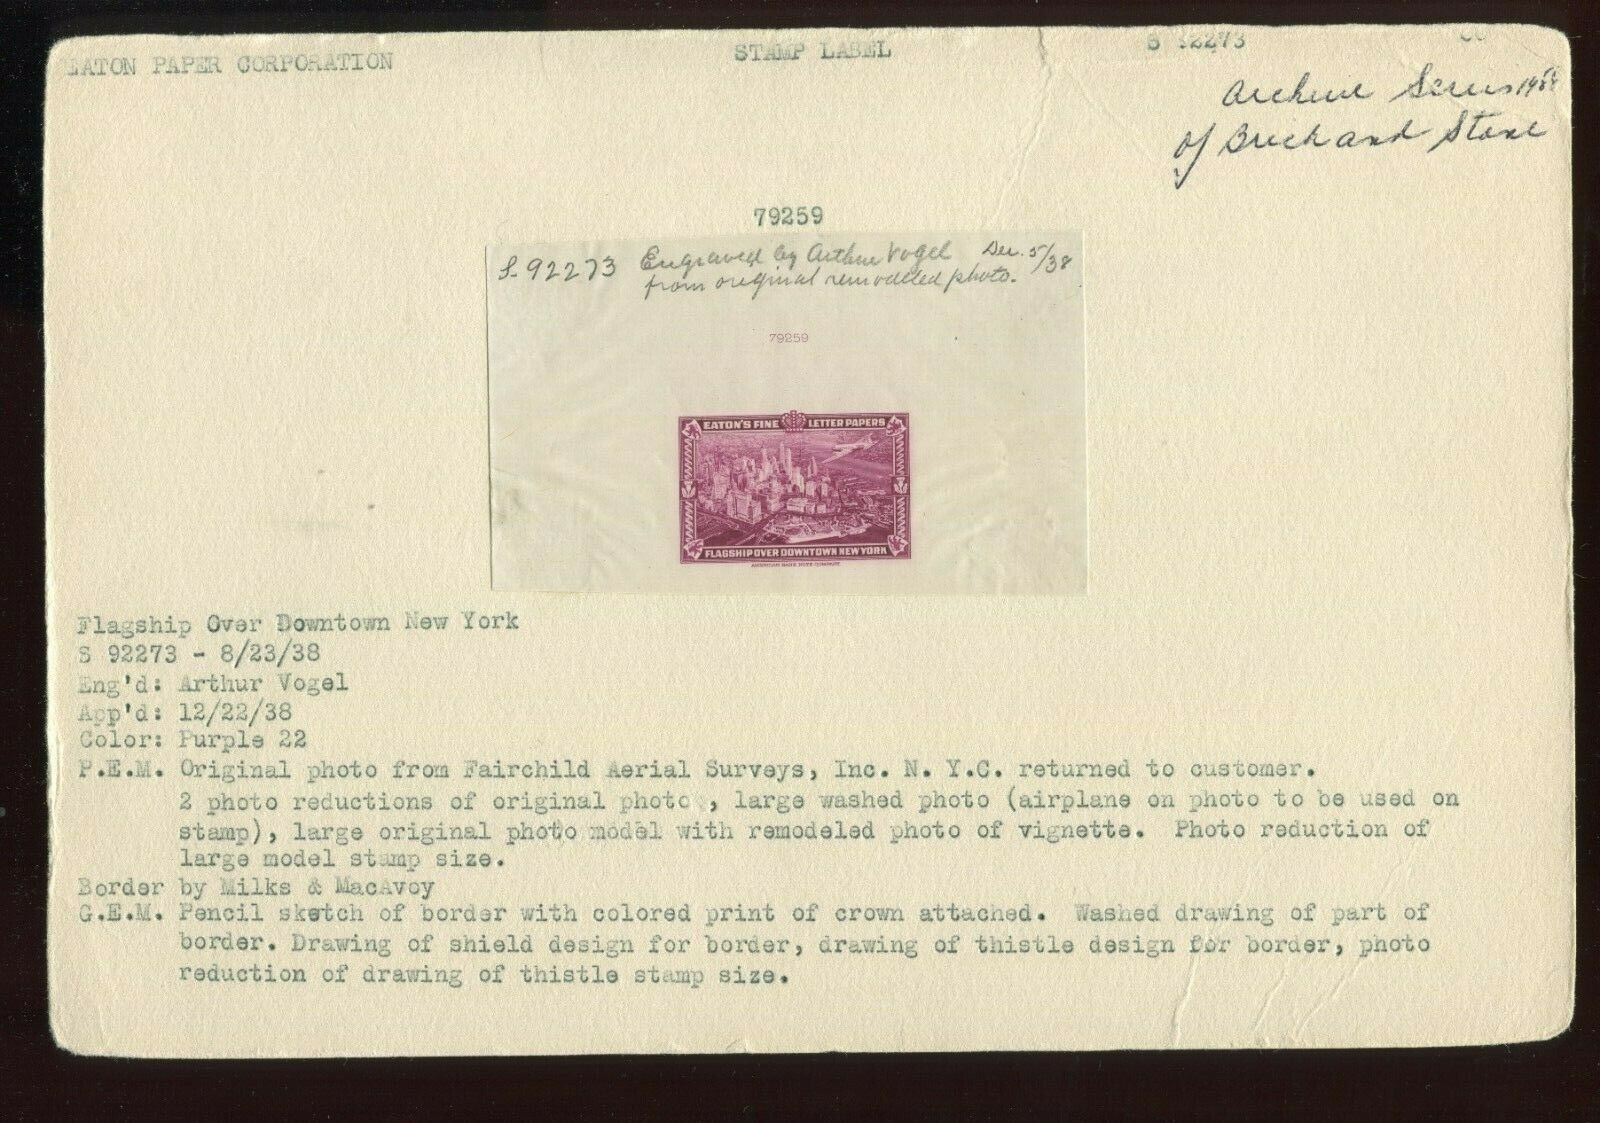 EATON PAPER CORPORATION STAMP LABEL S 92273
Archive Series
of Brick and Stone
79259
S-92273 Engraved by Arthur Vogel Dec. 5/38
from original remodelled photo.
79259
EATON'S FINE LETTER PAPERS
FLAGSHIP OVER DOWNTOWN NEW YORK
AMERICAN BANK NOTE COMPANY
Flagship Over Downtown New York
S 92273 - 8/23/38
Eng'd: Arthur Vogel
App'd: 12/22/38
Color: Purple 22
P.E.M. Original photo from Fairchild Aerial Surveys, Inc. N. Y.C. returned to customer.
2 photo reductions of original photo , large washed photo (airplane on photo to be used on
stamp), large original photo model with remodeled photo of vignette. Photo reduction of
large model stamp size.
Border by Milks & MacAvoy
G.E.M. Pencil sketch of border with colored print of crown attached. Washed drawing of part of
border. Drawing of shield design for border, drawing of thistle design for border, photo
reduction of drawing of thistle stamp size.